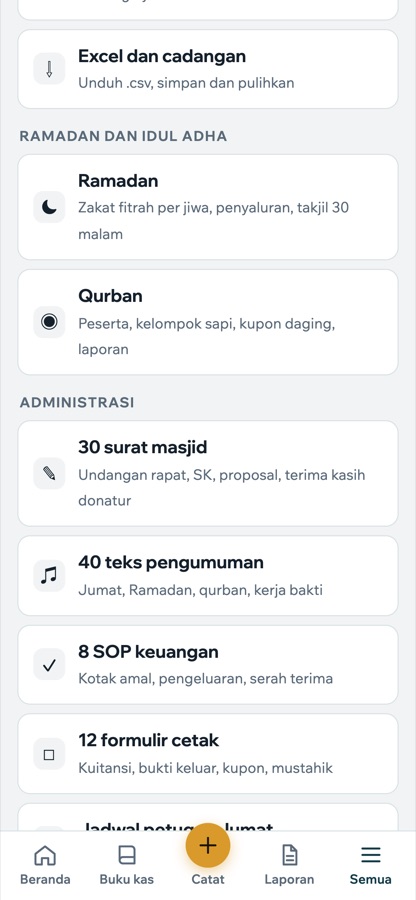 Excel dan cadangan
Unduh .csv, simpan dan pulihkan
RAMADAN DAN IDUL ADHA
Ramadan
Zakat fitrah per jiwa, penyaluran, takjil 30
malam
Qurban
Peserta, kelompok sapi, kupon daging,
laporan
ADMINISTRASI
30 surat masjid
Undangan rapat, SK, proposal, terima kasih
donatur
40 teks pengumuman
Jumat, Ramadan, qurban, kerja bakti
8 SOP keuangan
Kotak amal, pengeluaran, serah terima
12 formulir cetak
Kuitansi, bukti keluar, kupon, mustahik
Jadwal petugas Jumat
Beranda
Buku kas
Catat
Laporan
Semua